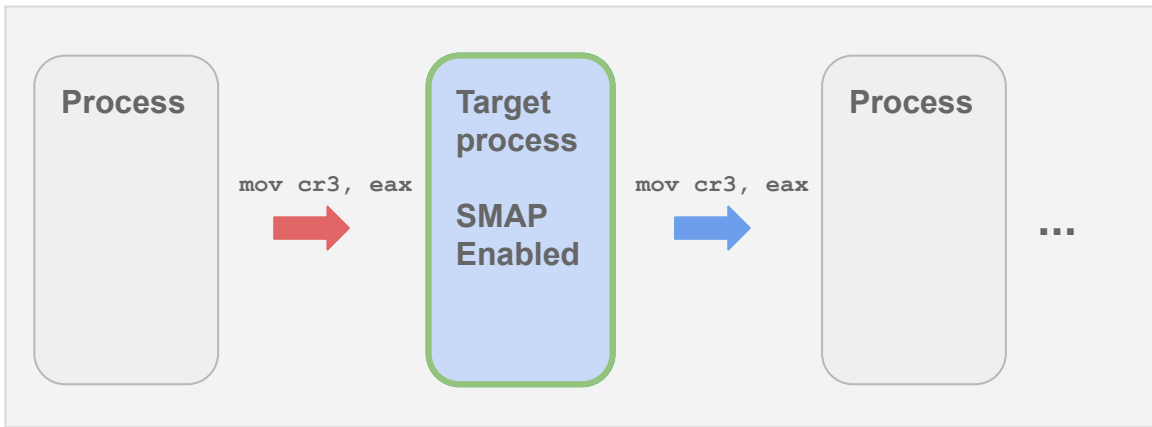 Process
mov cr3, eax
Target
process
SMAP
Enabled
mov cr3, eax
Process
...